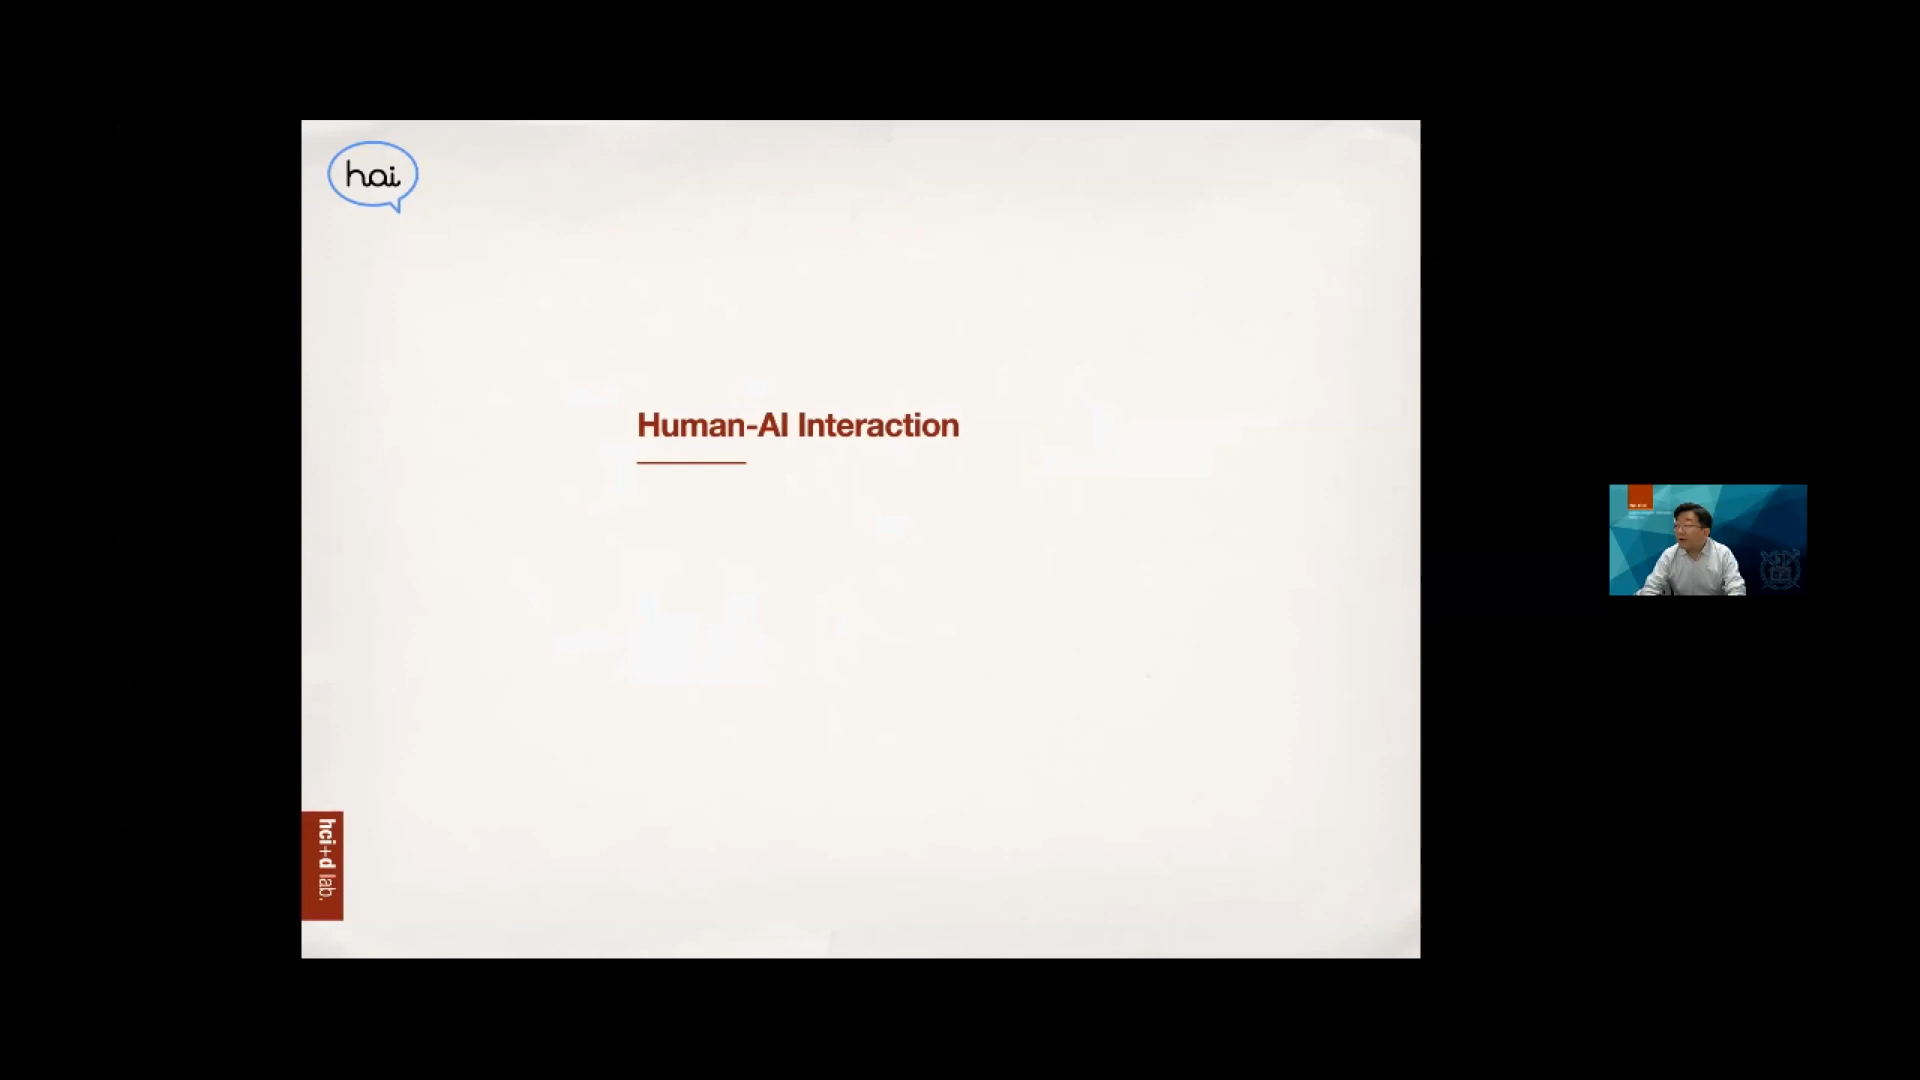 hai
Human-AI Interaction
hci+d lab.